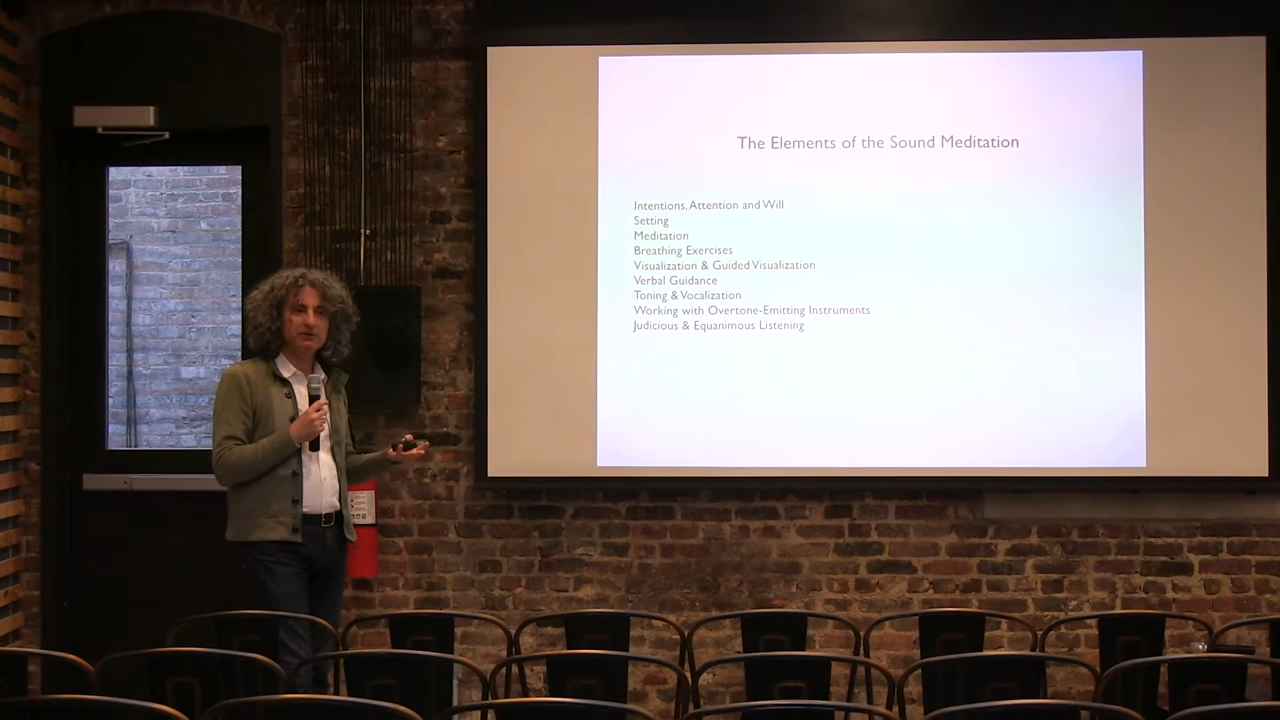 The Elements of the Sound Meditation
Intentions, Attention and Will
Setting
Meditation
Breathing Exercises
Visualization & Guided Visualization
Verbal Guidance
Toning & Vocalization
Working with Overtone-Emitting Instruments
Judicious & Equanimous Listening